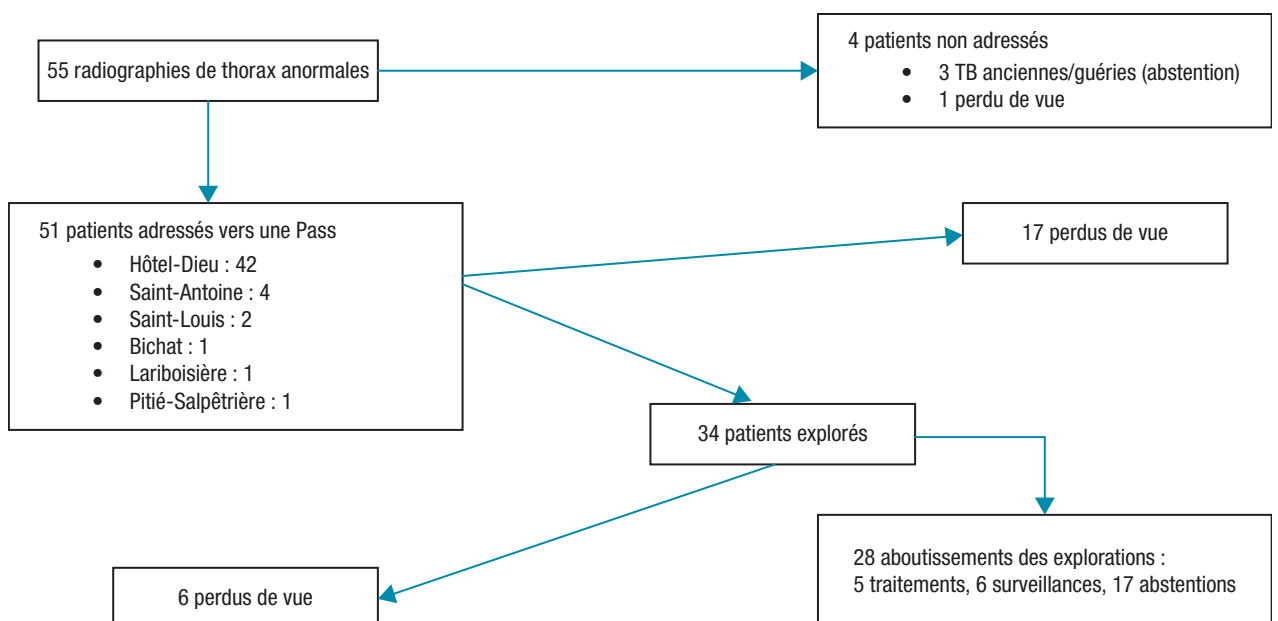 55 radiographies de thorax anormales
4 patients non adressés
• 3 TB anciennes/guéries (abstention)
• 1 perdu de vue
51 patients adressés vers une Pass
• Hôtel-Dieu : 42
• Saint-Antoine : 4
• Saint-Louis : 2
• Bichat : 1
• Lariboisière : 1
• Pitié-Salpêtrière : 1
17 perdus de vue
34 patients explorés
6 perdus de vue
28 aboutissements des explorations :
5 traitements, 6 surveillances, 17 abstentions